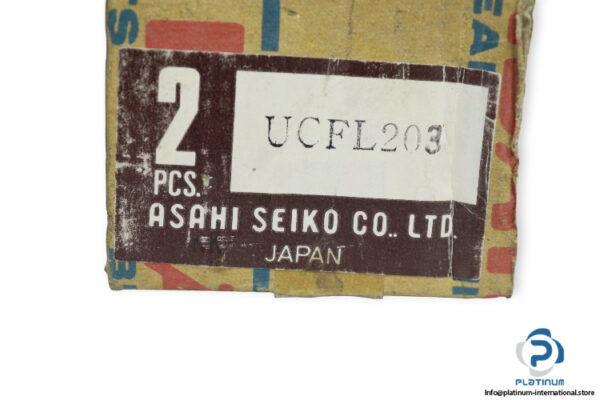 2
PCS.
UCFL203
ASAHI SEIKO CO., LTD.
JAPAN
PLATINUM
Info@platinum-international.store